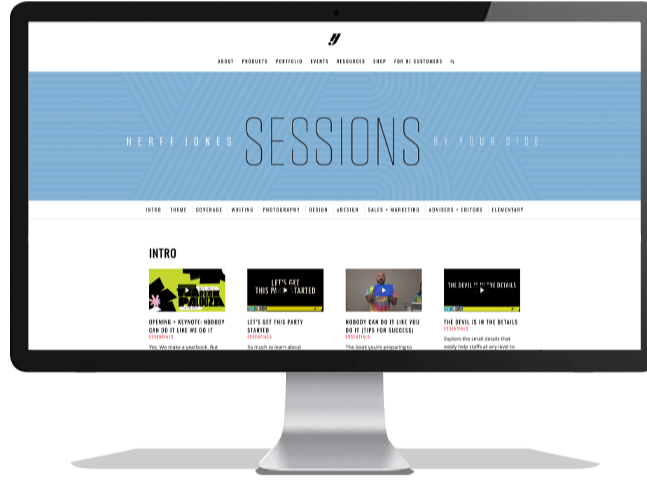 ABOUT PRODUCTS PORTFOLIO EVENTS RESOURCES SHOP FOR HJ CUSTOMERS
HERFF JONES SESSIONS BY YOUR SIDE.
INTRO THEME COVERAGE WRITING PHOTOGRAPHY DESIGN eDESIGN SALES + MARKETING ADVISERS + EDITORS ELEMENTARY
INTRO
LET'S GET
THIS PARTY STARTED
THE DEVIL IS IN THE DETAILS
OPENING + KEYNOTE: NOBODY
CAN DO IT LIKE WE DO IT
ESSENTIALS
Yes. We make a yearbook. But
LET'S GET THIS PARTY
STARTED
ESSENTIALS
So much to learn about
NOBODY CAN DO IT LIKE YOU
DO IT (TIPS FOR SUCCESS)
ESSENTIALS
The book you're preparing to
THE DEVIL IS IN THE DETAILS
ESSENTIALS
Explore the small details that
easily help staffs at any level to